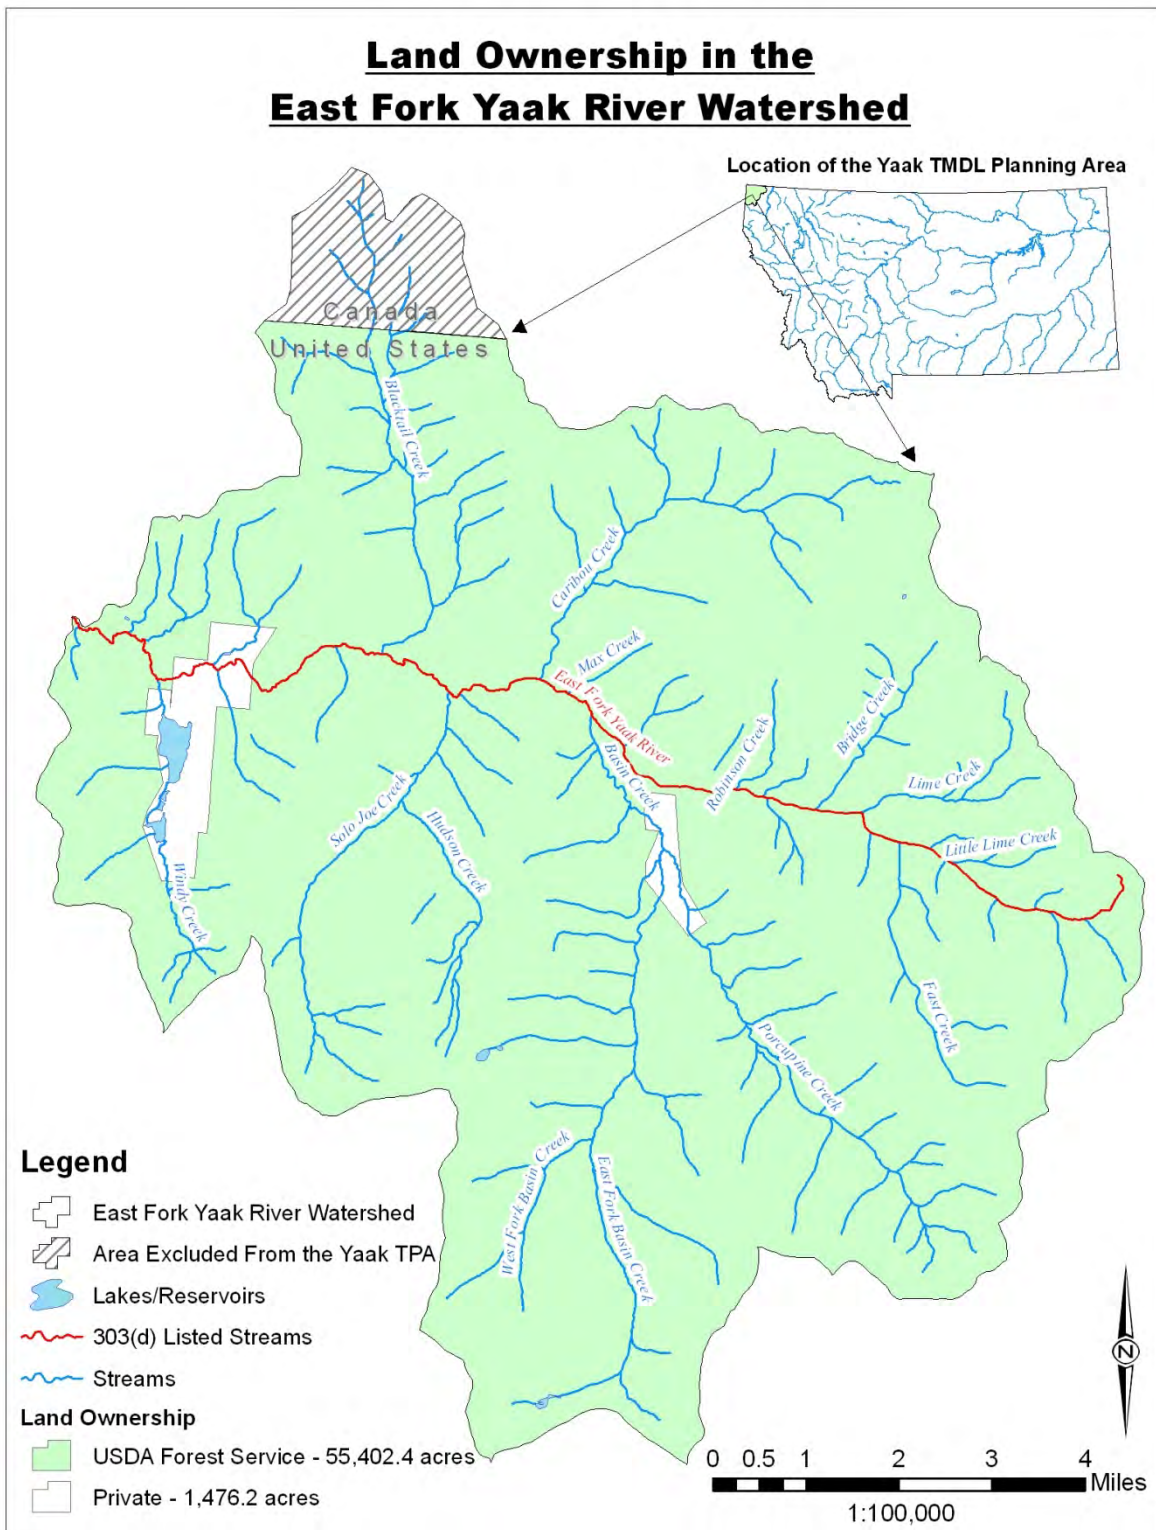 Land Ownership in the
East Fork Yaak River Watershed
Location of the Yaak TMDL Planning Area
Canada
United States
Blacktail Creek
Caribou Creek
Max Creek
East Fork Yaak River
Basin Creek
Robinson Creek
Bridge Creek
Lime Creek
Little Lime Creek
Solo Joe Creek
Hudson Creek
Windy Creek
Fast Creek
Porcupine Creek
West Fork Basin Creek
East Fork Basin Creek
Legend
East Fork Yaak River Watershed
Area Excluded From the Yaak TPA
Lakes/Reservoirs
303(d) Listed Streams
Streams
Land Ownership
USDA Forest Service - 55,402.4 acres
Private - 1,476.2 acres
N
0 0.5 1 2 3 4
Miles
1:100,000